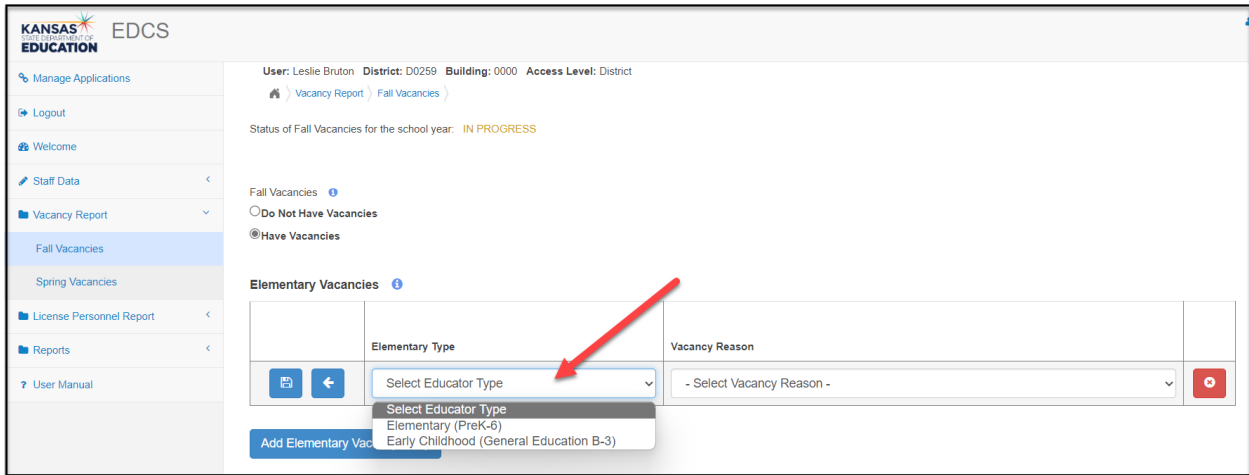 KANSAS
STATE DEPARTMENT OF
EDUCATION
EDCS
Manage Applications
Logout
Welcome
Staff Data
Vacancy Report
Fall Vacancies
Spring Vacancies
License Personnel Report
Reports
? User Manual
User: Leslie Bruton District: D0259 Building: 0000 Access Level: District
Vacancy Report Fall Vacancies
Status of Fall Vacancies for the school year: IN PROGRESS
Fall Vacancies
Do Not Have Vacancies
Have Vacancies
Elementary Vacancies
Elementary Type Vacancy Reason
Select Educator Type - Select Vacancy Reason -
Select Educator Type
Elementary (PreK-6)
Early Childhood (General Education B-3)
Add Elementary